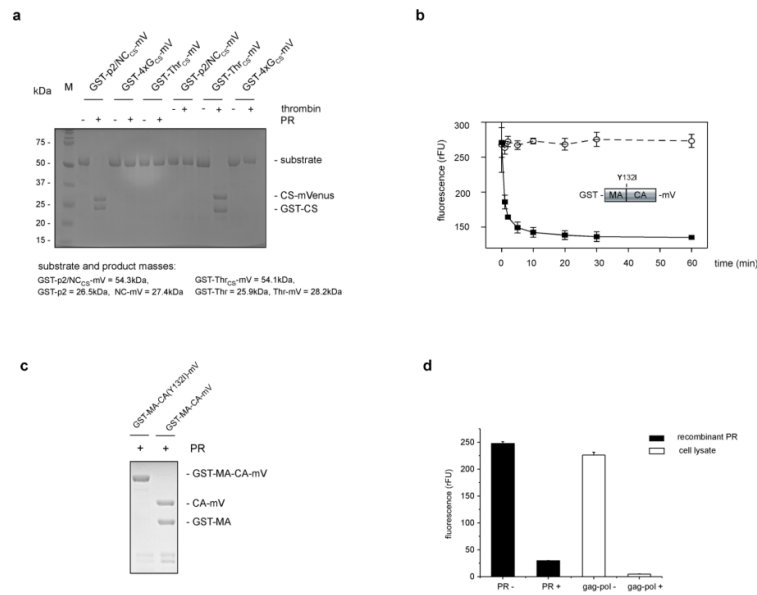 a
GST-p2/NCCS-mV
GST-4xGCS-mV
GST-ThrCS-mV
GST-p2/NCCS-mV
GST-ThrCS-mV
GST-4xGCS-mV
kDa M
- + - + - + thrombin
- + - + - + PR
75 -
50 -
37 -
25 -
20 -
15 -
- substrate
- CS-mVenus
- GST-CS
substrate and product masses:
GST-p2/NCCS-mV = 54.3kDa, GST-ThrCS-mV = 54.1kDa,
GST-p2 = 26.5kDa, NC-mV = 27.4kDa GST-Thr = 25.9kDa, Thr-mV = 28.2kDa
b
fluorescence (rFU)
300
250
200
150
Y132I
GST - MA CA -mV
0 10 20 30 40 50 60 time (min)
c
GST-MA-CA(Y132I)-mV
GST-MA-CA-mV
+ + PR
- GST-MA-CA-mV
- CA-mV
- GST-MA
d
recombinant PR
cell lysate
fluorescence (rFU)
250
200
150
100
50
0
PR - PR + gag-pol - gag-pol +